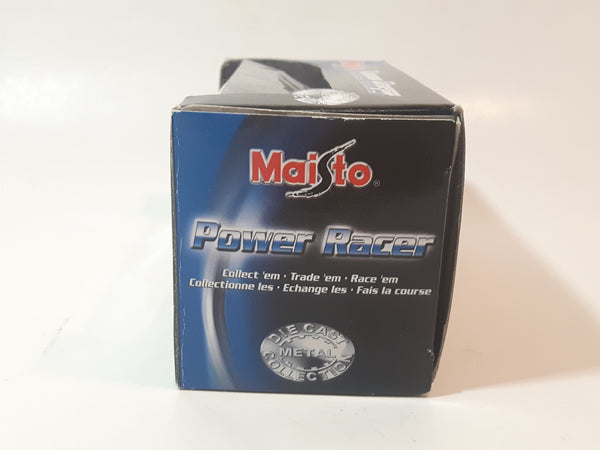 Maisto®
Power Racer
Collect 'em · Trade 'em · Race 'em
Collectionne les · Echange les · Fais la course
DIE CAST
METAL
COLLECTION